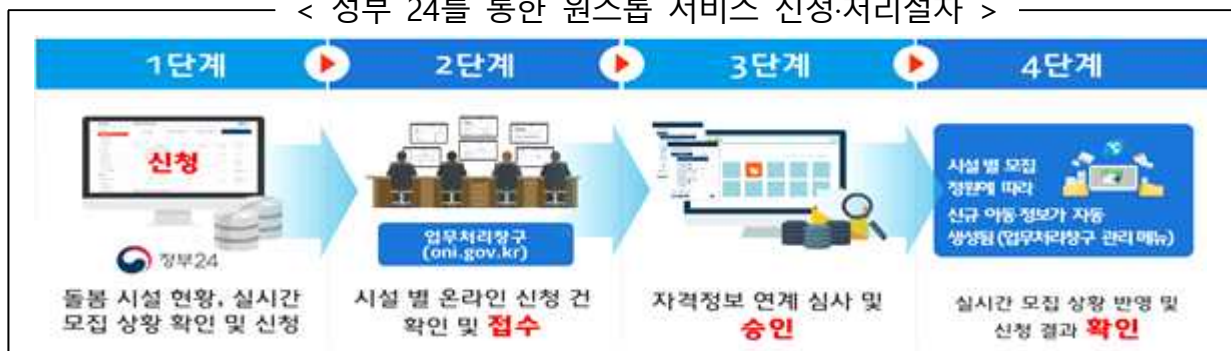 < 정부 24를 통한 원스톱 서비스 신청·처리절차 >
1단계
2단계
3단계
4단계
신청
정부24
돌봄 시설 현황, 실시간
모집 상황 확인 및 신청
업무처리창구
(oni.gov.kr)
시설 별 온라인 신청 건
확인 및 접수
자격정보 연계 심사 및
승인
시설 별 모집
정원에 따라
신규 아동 정보가 자동
생성됨 (업무처리창구 관리 메뉴)
실시간 모집 상황 반영 및
신청 결과 확인